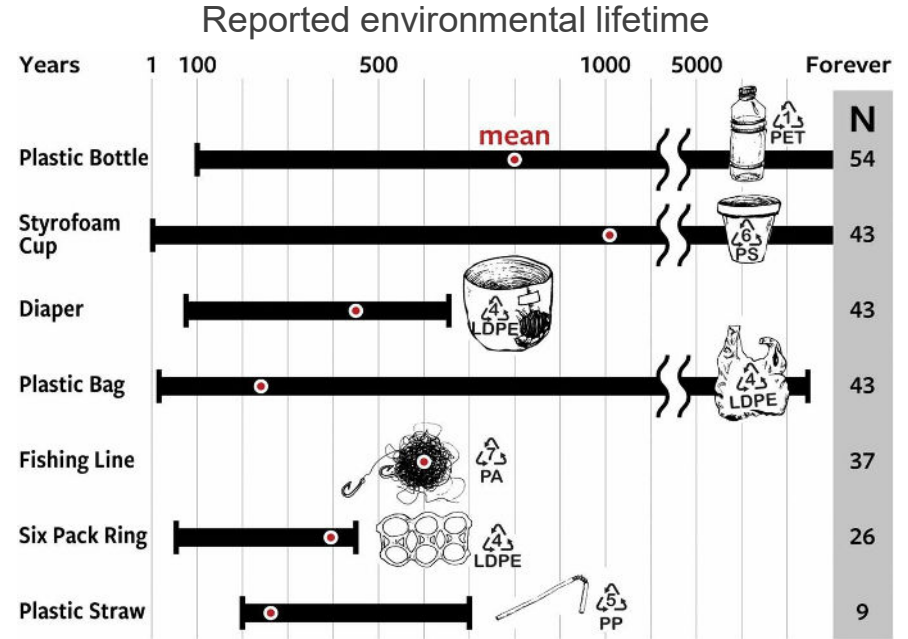 Reported environmental lifetime
Years 1 100 500 1000 5000 Forever
N
1
PET
mean
Plastic Bottle 54
Styrofoam
Cup 43
6
PS
Diaper 43
4
LDPE
Plastic Bag 43
4
LDPE
Fishing Line 37
7
PA
Six Pack Ring 26
4
LDPE
Plastic Straw 9
5
PP